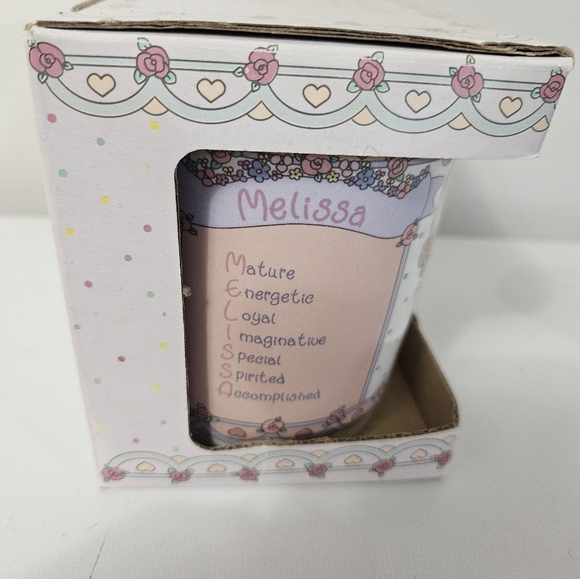 Melissa
Mature
Energetic
Loyal
Imaginative
Special
Spirited
Accomplished